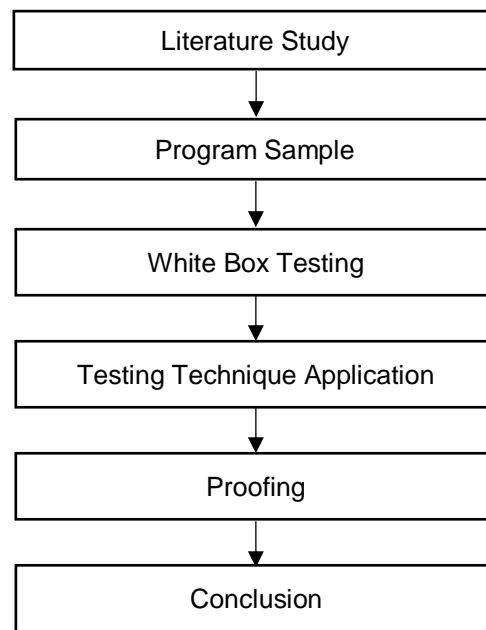 Literature Study
Program Sample
White Box Testing
Testing Technique Application
Proofing
Conclusion